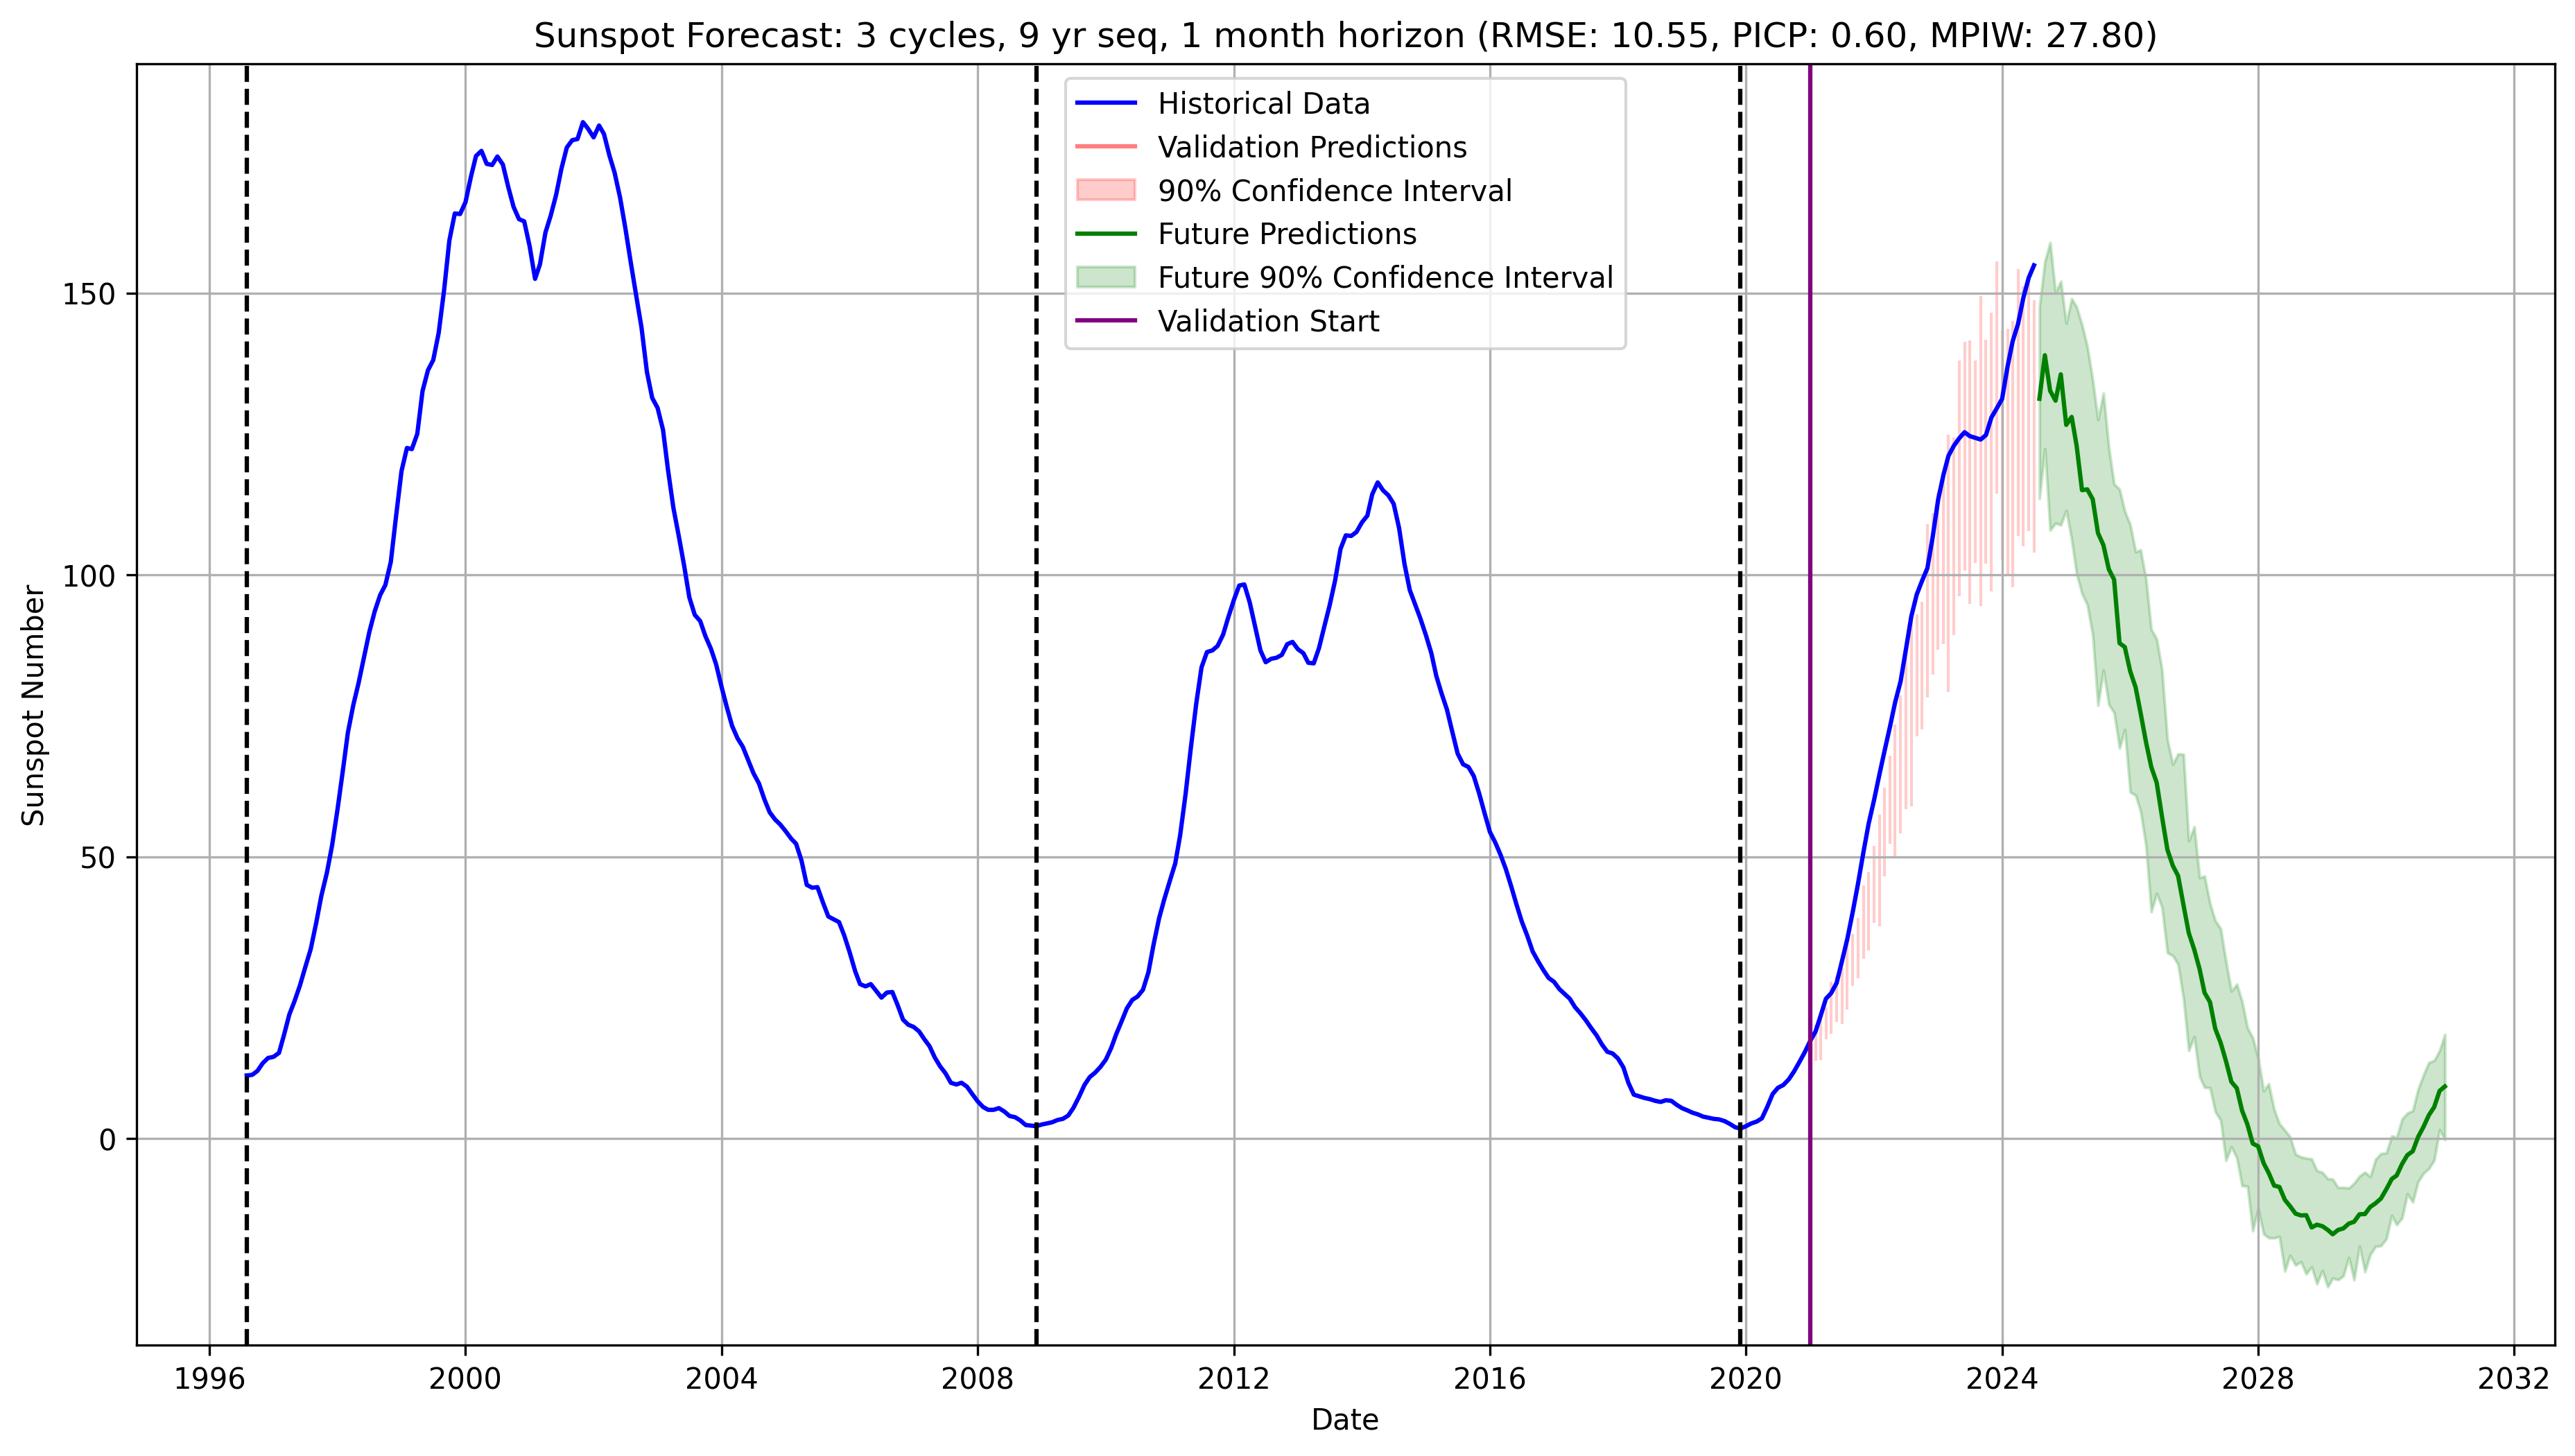 Sunspot Forecast: 3 cycles, 9 yr seq, 1 month horizon (RMSE: 10.55, PICP: 0.60, MPIW: 27.80)
Historical Data
Validation Predictions
90% Confidence Interval
Future Predictions
Future 90% Confidence Interval
Validation Start
Sunspot Number
150
100
50
0
1996 2000 2004 2008 2012 2016 2020 2024 2028 2032
Date